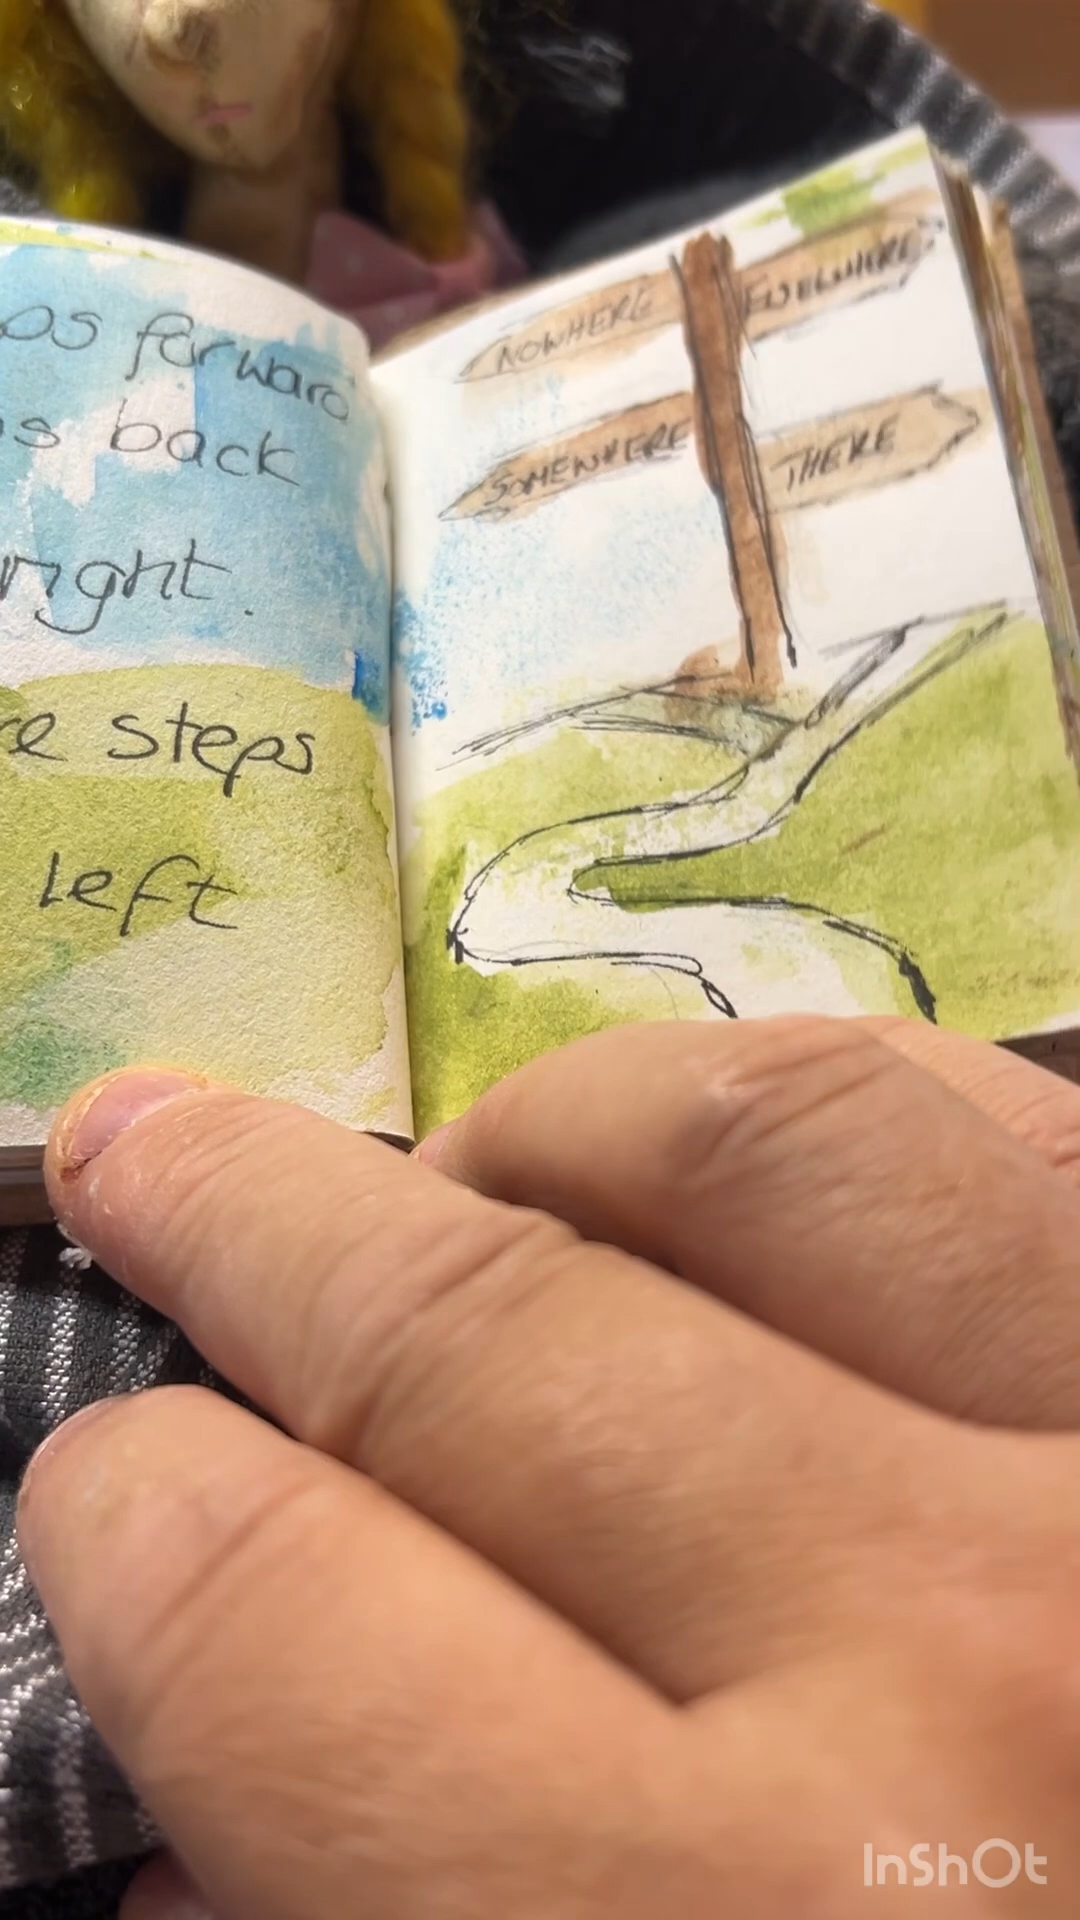 forward
back
right.
steps
left
NOWHERE
ELSEWHERE
SOMEWHERE
THERE
InShOt